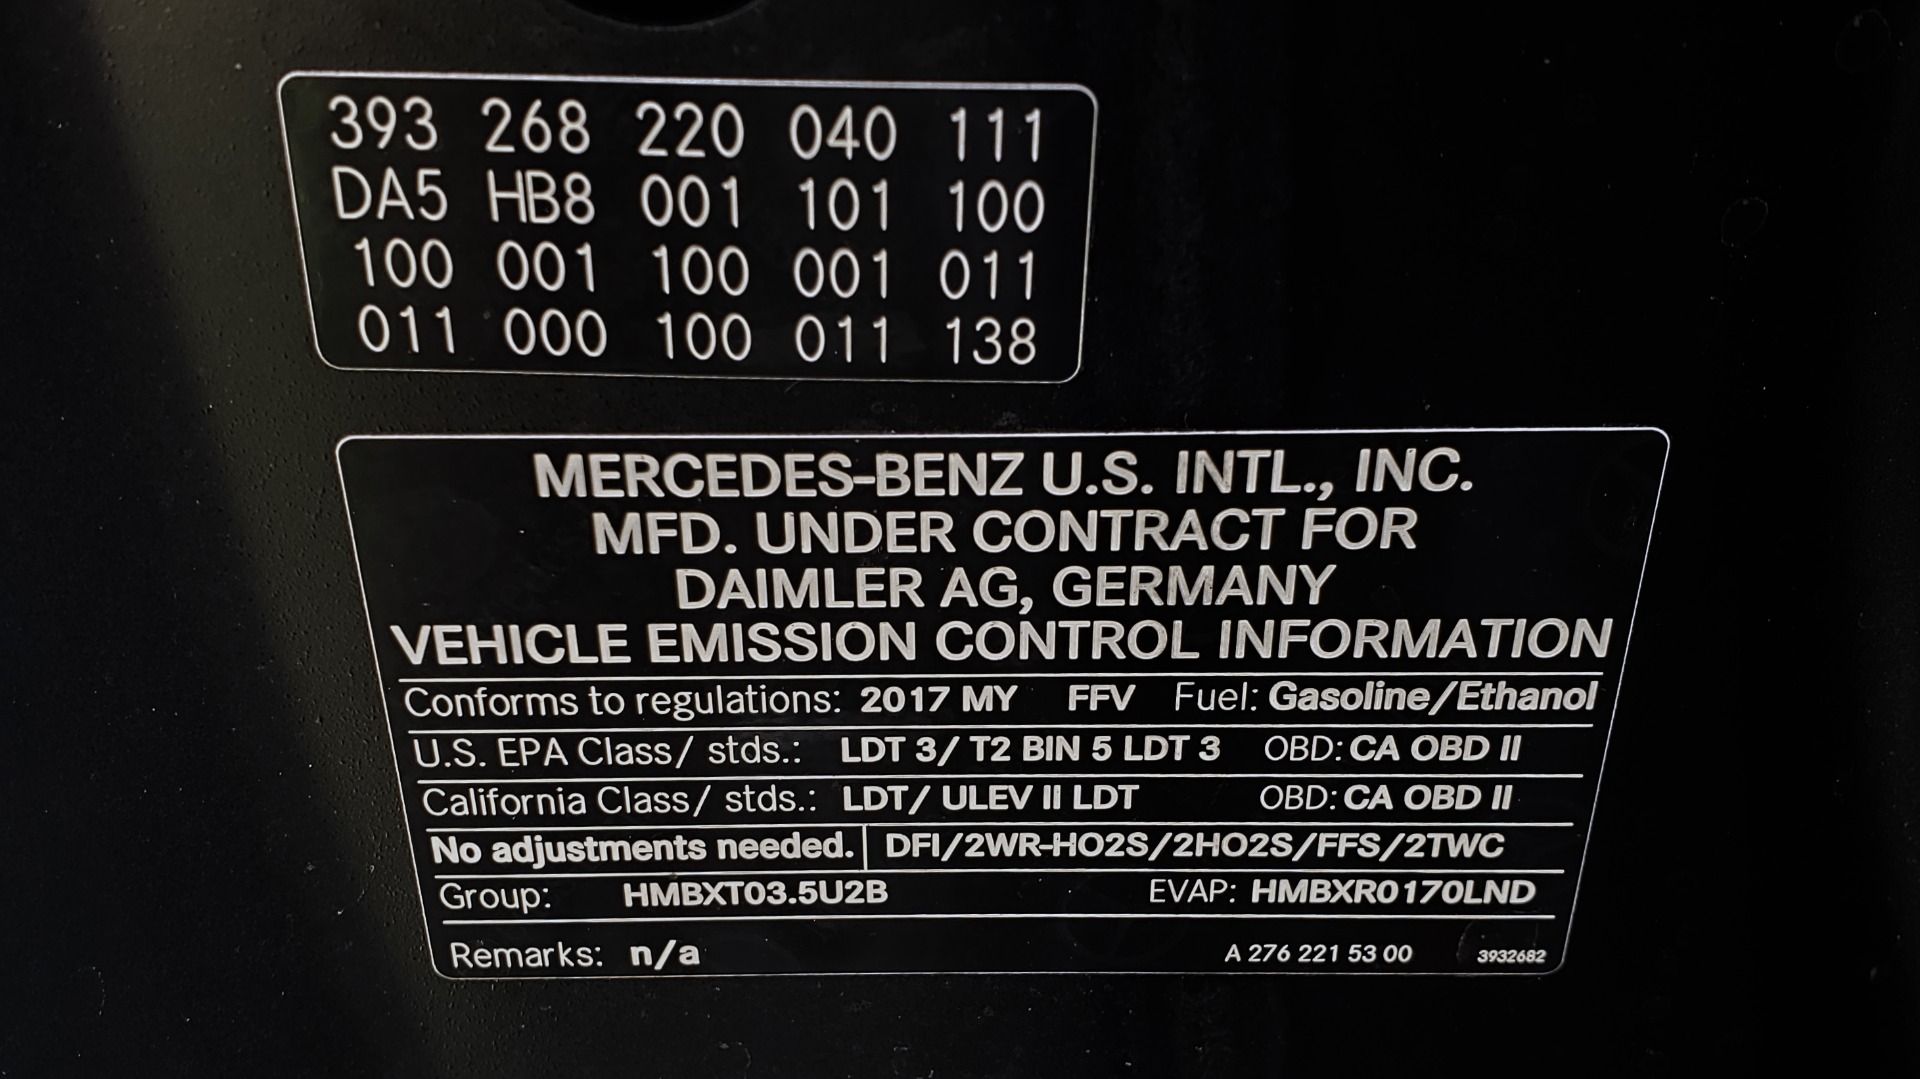 393 268 220 040 111
DA5 HB8 001 101 100
100 001 100 001 011
011 000 100 011 138
MERCEDES-BENZ U.S. INTL., INC.
MFD. UNDER CONTRACT FOR
DAIMLER AG, GERMANY
VEHICLE EMISSION CONTROL INFORMATION
Conforms to regulations: 2017 MY FFV Fuel: Gasoline/Ethanol
U.S. EPA Class/ stds.: LDT 3/ T2 BIN 5 LDT 3 OBD: CA OBD II
California Class/ stds.: LDT/ ULEV II LDT OBD: CA OBD II
No adjustments needed. DFI/2WR-HO2S/2HO2S/FFS/2TWC
Group: HMBXT03.5U2B EVAP: HMBXR0170LND
Remarks: n/a A 276 221 53 00 3932682